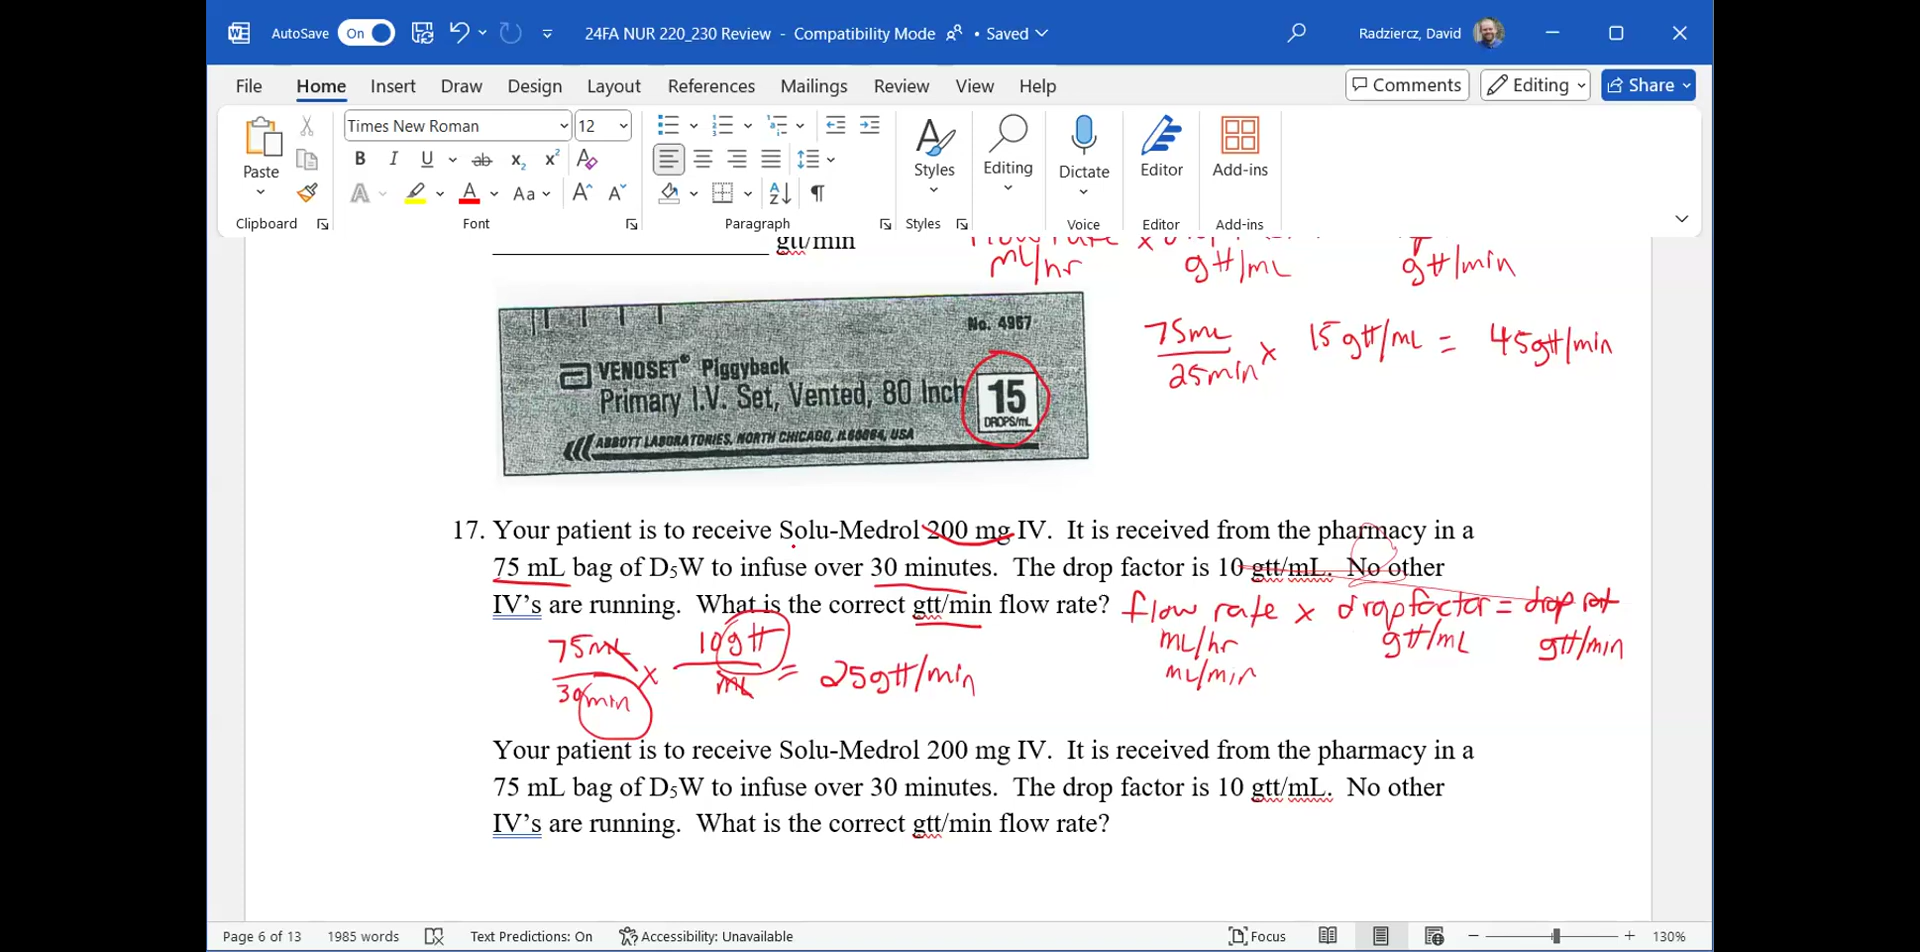 AutoSave On 24FA NUR 220_230 Review - Compatibility Mode • Saved Radziercz, David
File Home Insert Draw Design Layout References Mailings Review View Help Comments Editing Share
Times New Roman 12
Paste B I U ab x₂ x² Styles Editing Dictate Editor Add-ins
A A Aa A A
Clipboard Font Paragraph Styles Voice Editor Add-ins
gtt/min
mL/hr gtt/mL gtt/min
No. 4967
VENOSET® Piggyback
Primary I.V. Set, Vented, 80 Inch
15
DROPS/mL
ABBOTT LABORATORIES, NORTH CHICAGO, IL60064, USA
75mL
25min
x 15gtt/mL = 45gtt/min
17. Your patient is to receive Solu-Medrol 200 mg IV. It is received from the pharmacy in a
75 mL bag of D₅W to infuse over 30 minutes. The drop factor is 10 gtt/mL. No other
IV’s are running. What is the correct gtt/min flow rate?
flow rate x drop factor = drop rat
mL/hr gtt/mL gtt/min
mL/min
75mL
30min
x 10gtt
mL
= 25gtt/min
Your patient is to receive Solu-Medrol 200 mg IV. It is received from the pharmacy in a
75 mL bag of D₅W to infuse over 30 minutes. The drop factor is 10 gtt/mL. No other
IV’s are running. What is the correct gtt/min flow rate?
Page 6 of 13 1985 words Text Predictions: On Accessibility: Unavailable Focus 130%